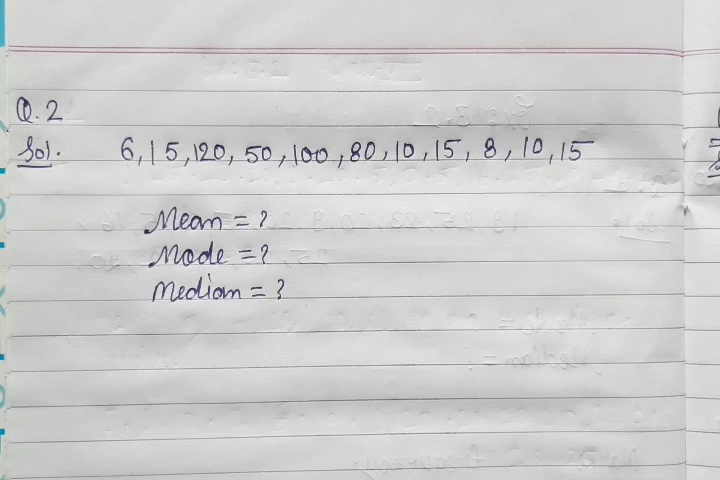 Q.2
Sol. 6, 15, 120, 50, 100, 80, 10, 15, 8, 10, 15
Mean = ?
Mode = ?
Median = ?